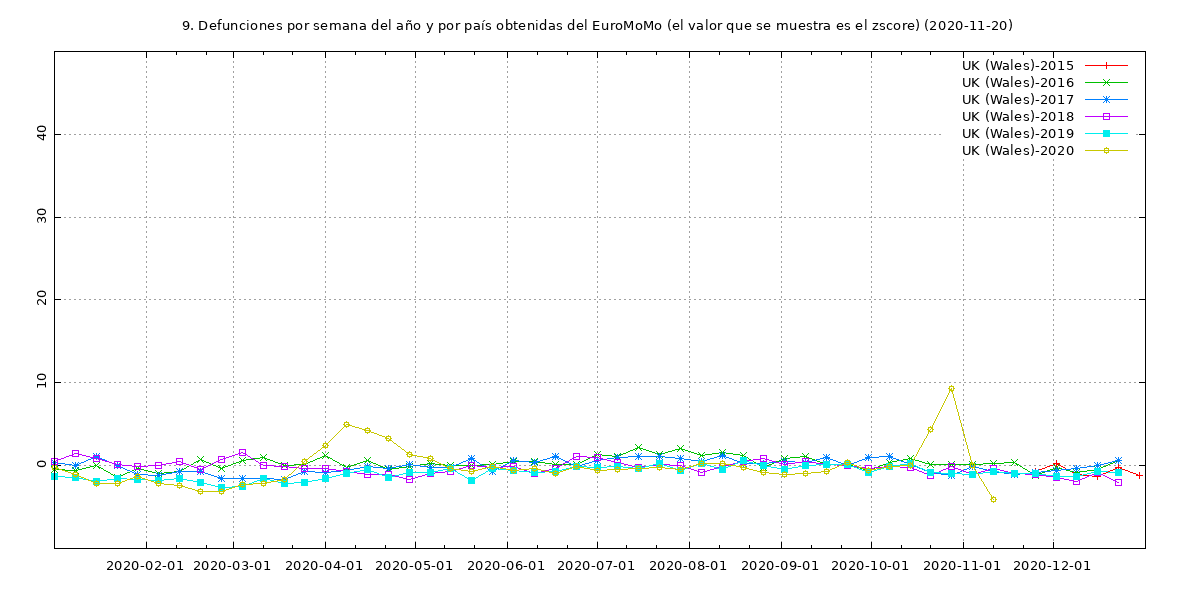 9. Defunciones por semana del año y por país obtenidas del EuroMoMo (el valor que se muestra es el zscore) (2020-11-20)
UK (Wales)-2015
UK (Wales)-2016
UK (Wales)-2017
UK (Wales)-2018
UK (Wales)-2019
UK (Wales)-2020
40
30
20
10
0
2020-02-01 2020-03-01 2020-04-01 2020-05-01 2020-06-01 2020-07-01 2020-08-01 2020-09-01 2020-10-01 2020-11-01 2020-12-01